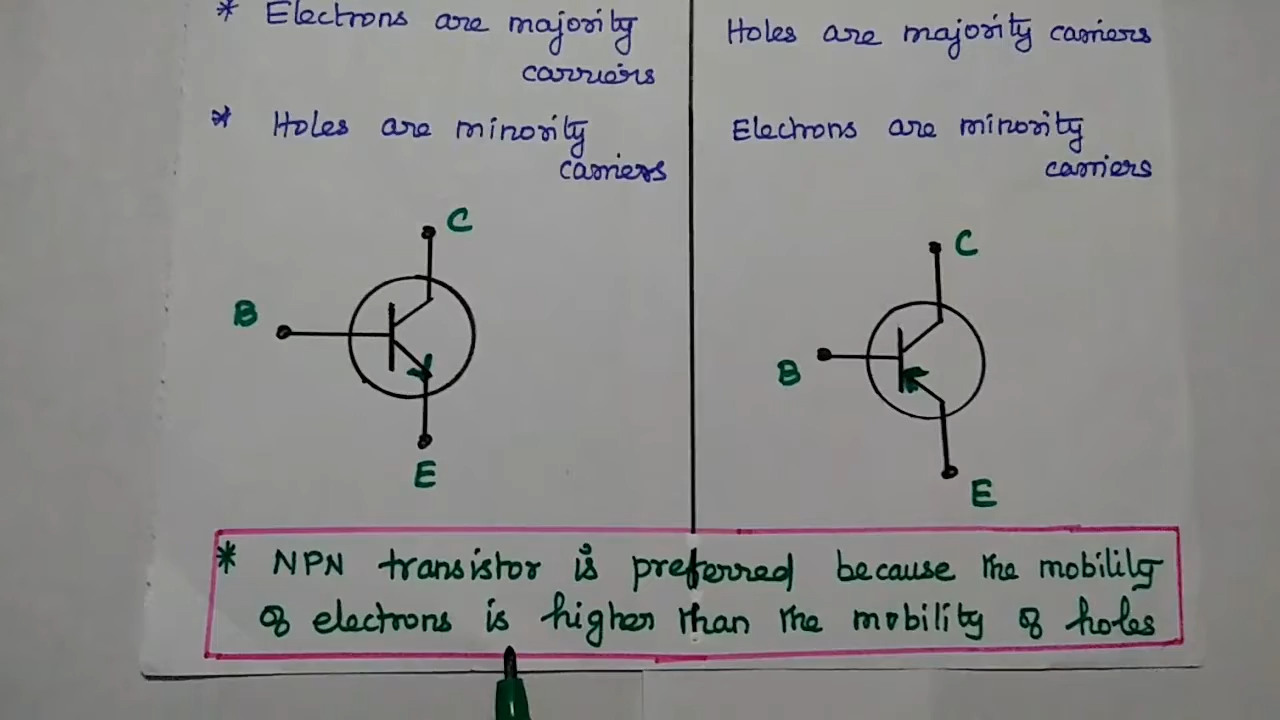 * Electrons are majority
carriers
* Holes are minority
carriers
C
B
E
Holes are majority carriers
Electrons are minority
carriers
C
B
E
* NPN transistor is preferred because the mobility
of electrons is higher than the mobility of holes